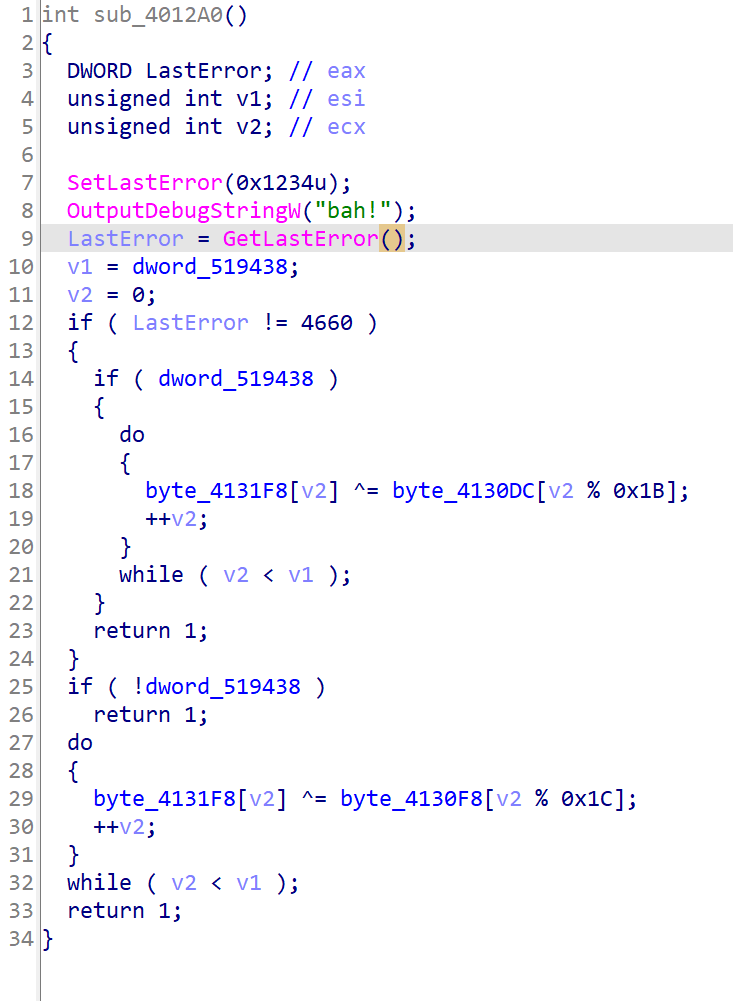 1 int sub_4012A0()
2 {
3   DWORD LastError; // eax
4   unsigned int v1; // esi
5   unsigned int v2; // ecx
6
7   SetLastError(0x1234u);
8   OutputDebugStringW("bah!");
9   LastError = GetLastError();
10   v1 = dword_519438;
11   v2 = 0;
12   if ( LastError != 4660 )
13   {
14     if ( dword_519438 )
15     {
16       do
17       {
18         byte_4131F8[v2] ^= byte_4130DC[v2 % 0x1B];
19         ++v2;
20       }
21       while ( v2 < v1 );
22     }
23     return 1;
24   }
25   if ( !dword_519438 )
26     return 1;
27   do
28   {
29     byte_4131F8[v2] ^= byte_4130F8[v2 % 0x1C];
30     ++v2;
31   }
32   while ( v2 < v1 );
33   return 1;
34 }